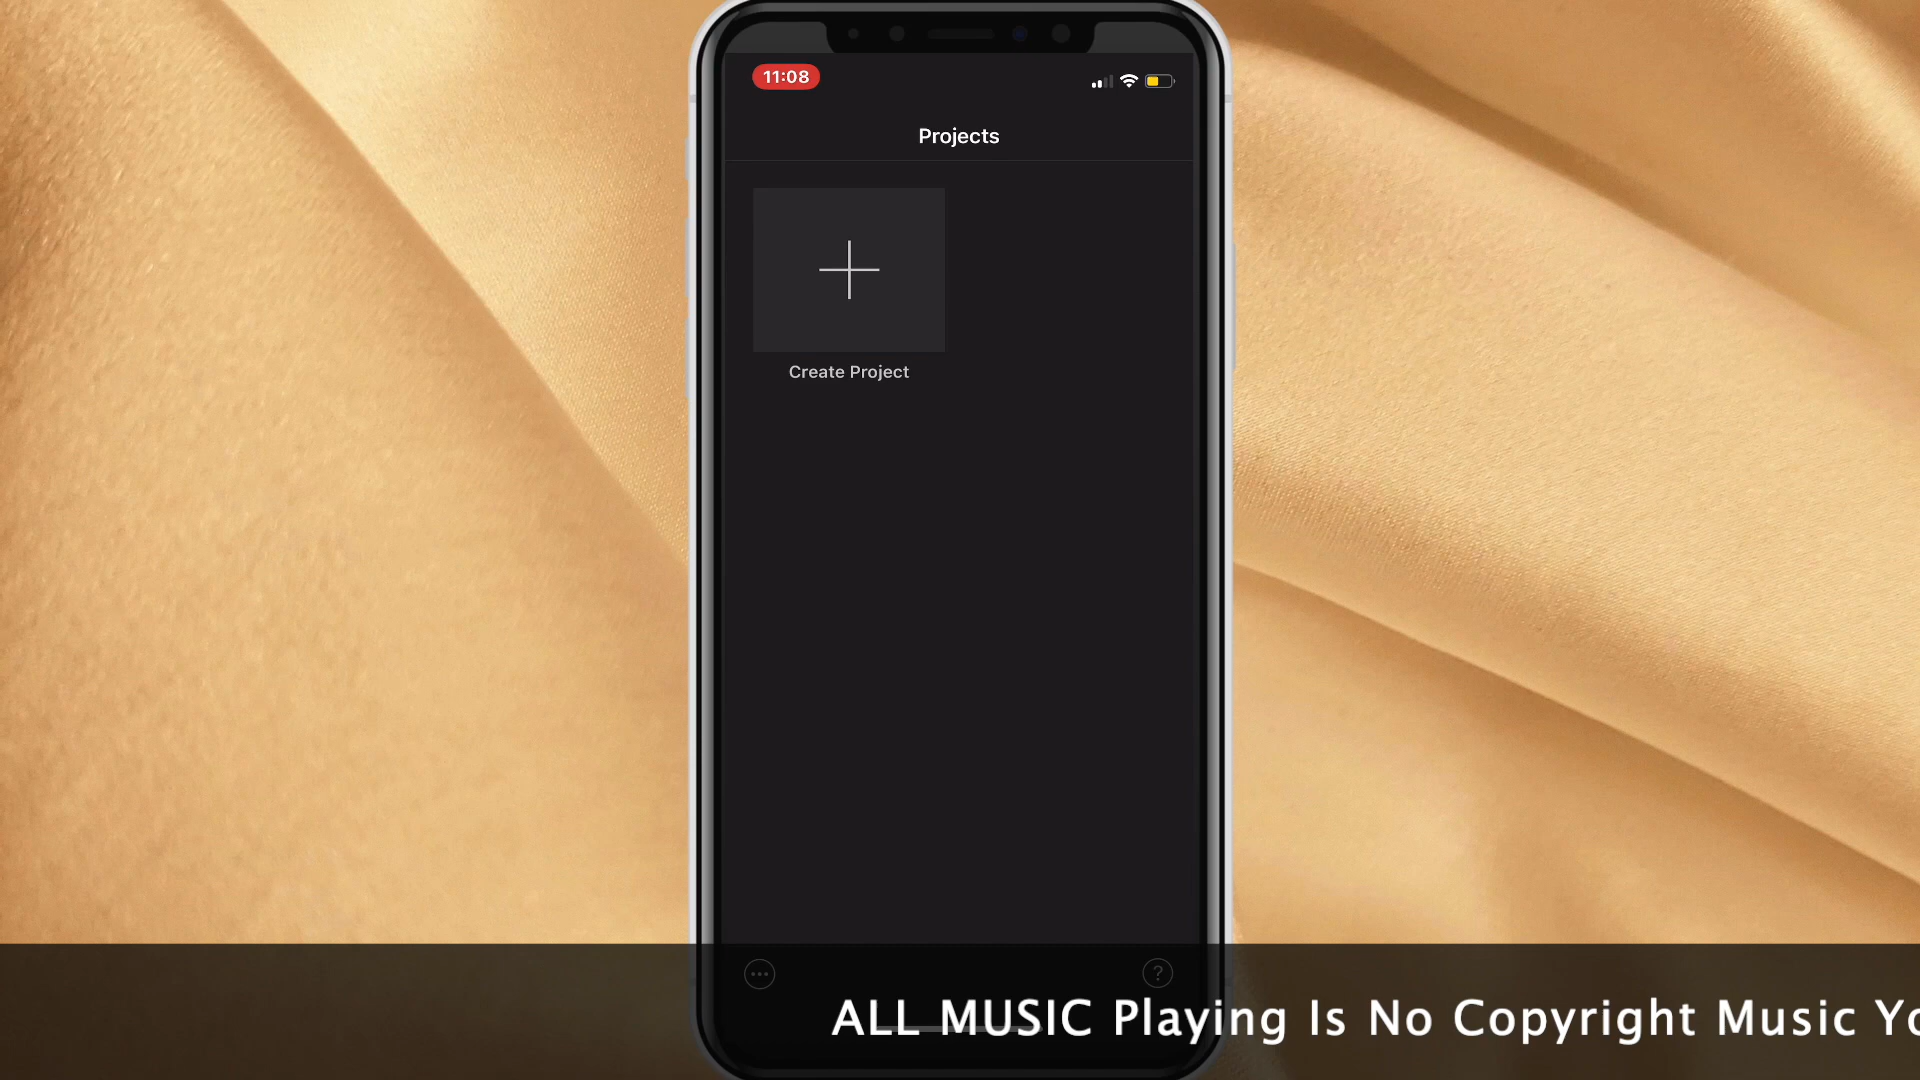 11:08
Projects
Create Project
?
ALL MUSIC Playing Is No Copyright Music